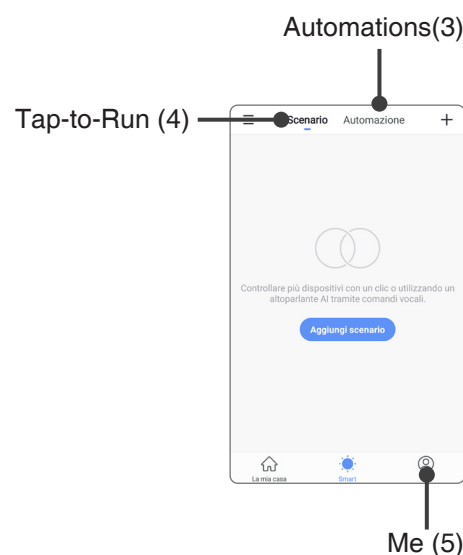 Automations(3)
Tap-to-Run (4)
Scenario Automazione
Controllare più dispositivi con un clic o utilizzando un
altoparlante AI tramite comandi vocali.
Aggiungi scenario
La mia casa Smart
Me (5)